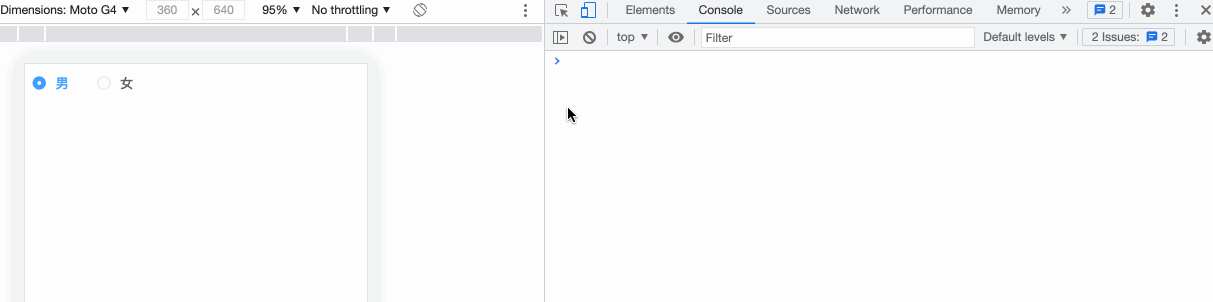 Dimensions: Moto G4 ▼ 360 × 640 95% ▼ No throttling ▼
Elements Console Sources Network Performance Memory » 2
top ▼ Filter Default levels ▼ 2 Issues: 2
男 女